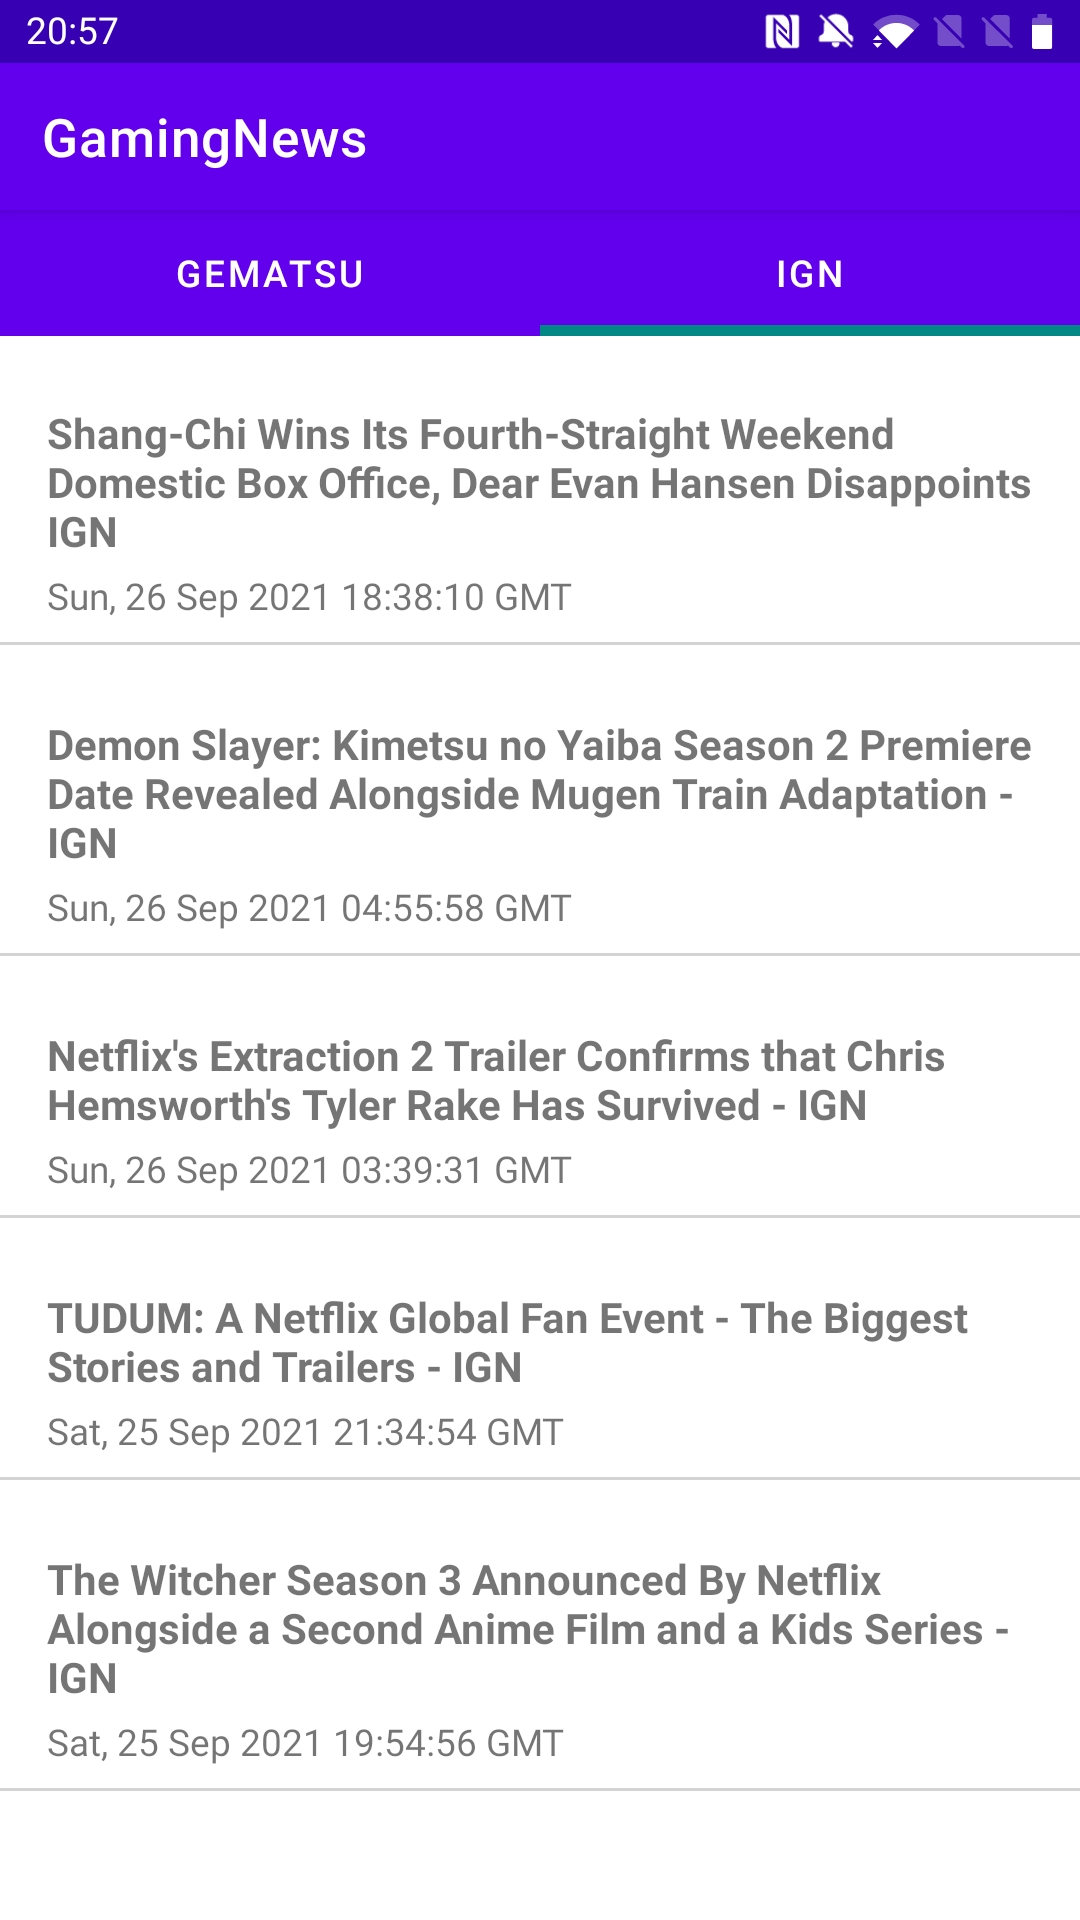 20:57
GamingNews
GEMATSU
IGN
Shang-Chi Wins Its Fourth-Straight Weekend
Domestic Box Office, Dear Evan Hansen Disappoints
IGN
Sun, 26 Sep 2021 18:38:10 GMT
Demon Slayer: Kimetsu no Yaiba Season 2 Premiere
Date Revealed Alongside Mugen Train Adaptation -
IGN
Sun, 26 Sep 2021 04:55:58 GMT
Netflix's Extraction 2 Trailer Confirms that Chris
Hemsworth's Tyler Rake Has Survived - IGN
Sun, 26 Sep 2021 03:39:31 GMT
TUDUM: A Netflix Global Fan Event - The Biggest
Stories and Trailers - IGN
Sat, 25 Sep 2021 21:34:54 GMT
The Witcher Season 3 Announced By Netflix
Alongside a Second Anime Film and a Kids Series -
IGN
Sat, 25 Sep 2021 19:54:56 GMT